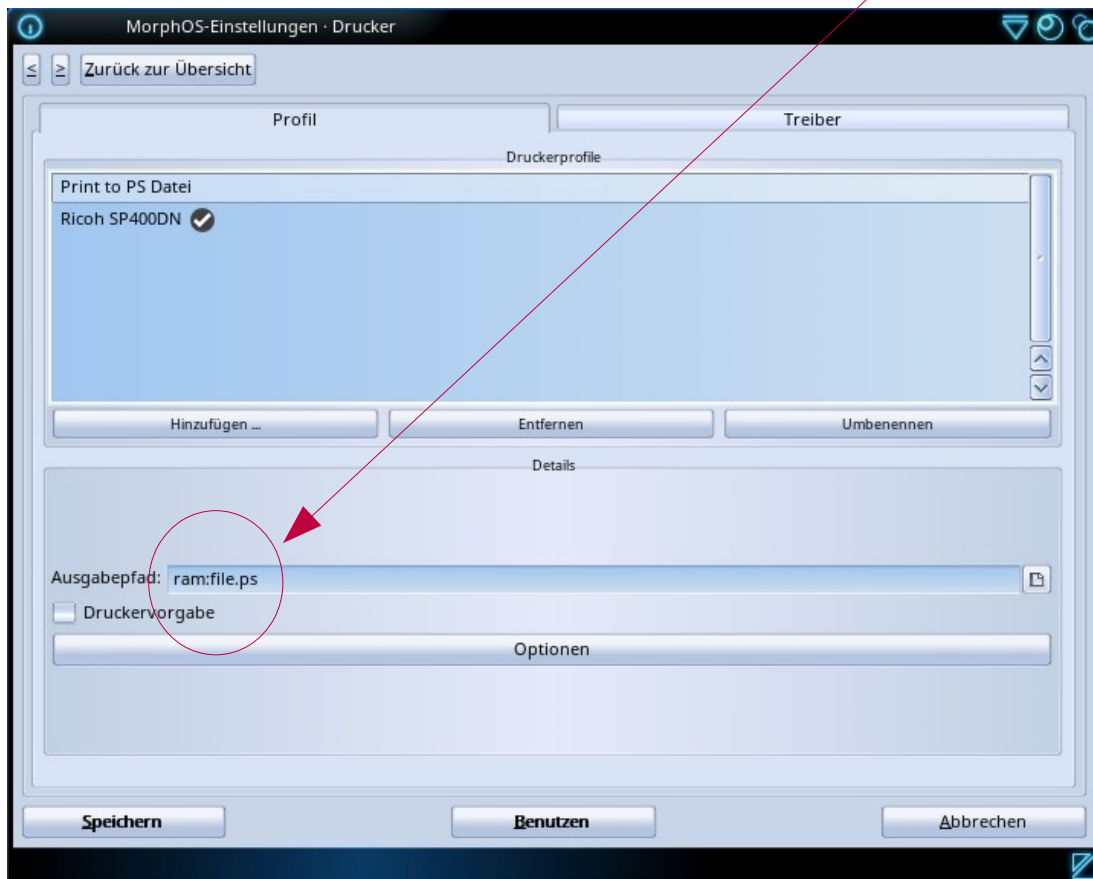 MorphOS-Einstellungen · Drucker
≤ ≥ Zurück zur Übersicht
Profil Treiber
Druckerprofile
Print to PS Datei
Ricoh SP400DN
Hinzufügen ... Entfernen Umbenennen
Details
Ausgabepfad: ram:file.ps
Druckervorgabe
Optionen
Speichern Benutzen Abbrechen